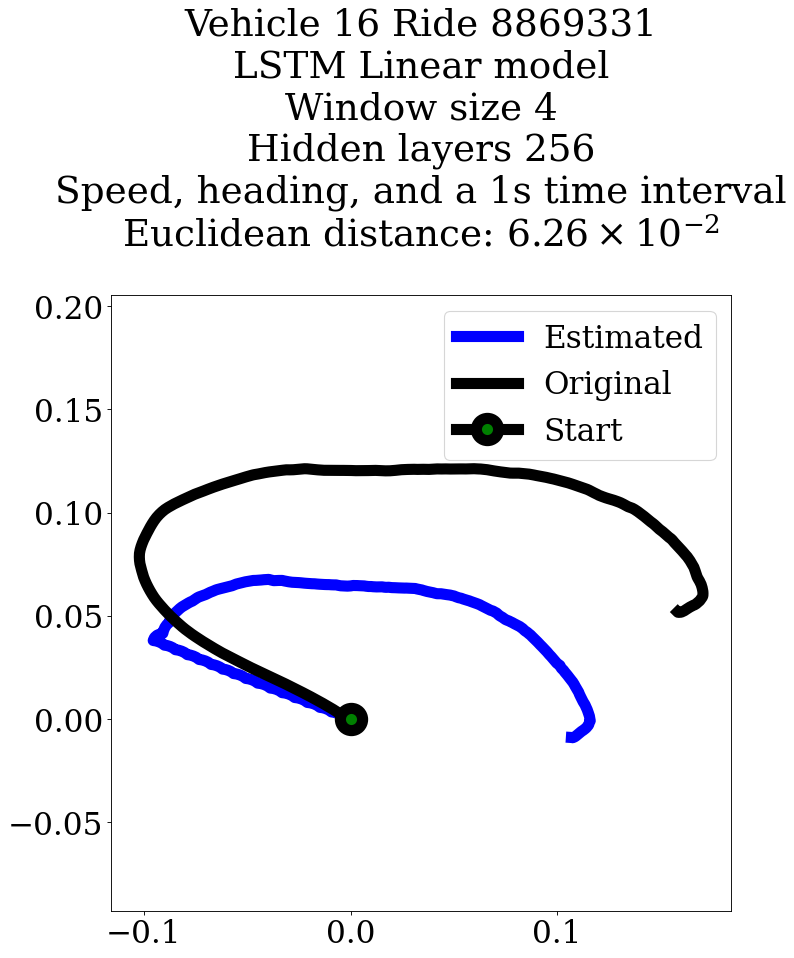 Vehicle 16 Ride 8869331
LSTM Linear model
Window size 4
Hidden layers 256
Speed, heading, and a 1s time interval
Euclidean distance: 6.26 × 10⁻²
0.20
Estimated
0.15
Original
Start
0.10
0.05
0.00
−0.05
−0.1 0.0 0.1